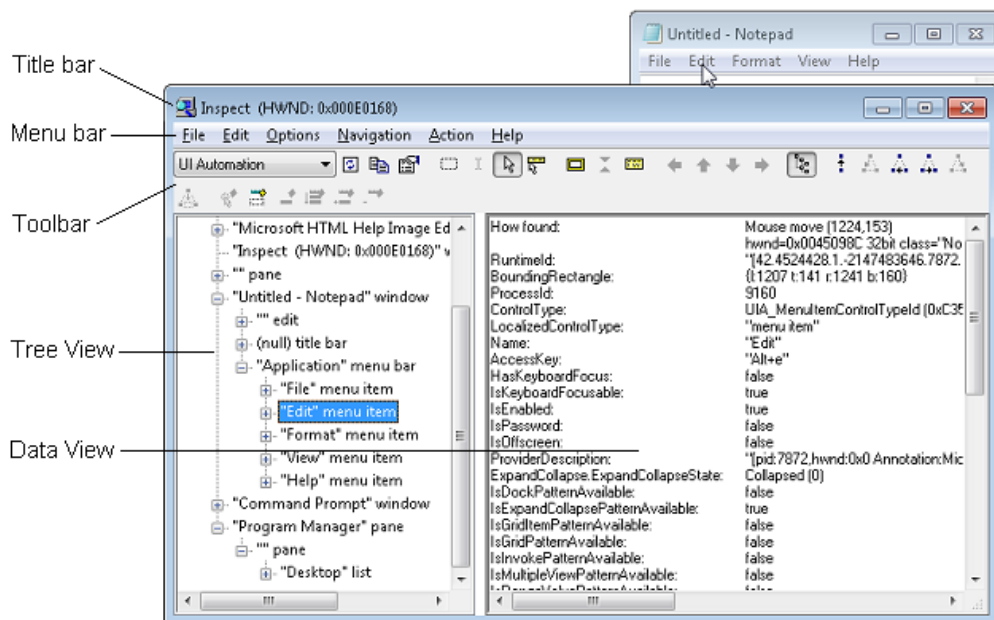 Untitled - Notepad
File Edit Format View Help
Title bar
Inspect (HWND: 0x000E0168)
Menu bar
File Edit Options Navigation Action Help
UI Automation
Toolbar
"Microsoft HTML Help Image Ed
"Inspect (HWND: 0x000E0168)"
"" pane
"Untitled - Notepad" window
"" edit
(null) title bar
Tree View
"Application" menu bar
"File" menu item
"Edit" menu item
"Format" menu item
Data View
"View" menu item
"Help" menu item
"Command Prompt" window
"Program Manager" pane
"" pane
"Desktop" list
How found: Mouse move (1224,153)
hwnd=0x0045098C 32bit class="No
RuntimeId: "[42.4524428.1.-2147483646.7872.
BoundingRectangle: {l:1207 t:141 r:1241 b:160}
ProcessId: 9160
ControlType: UIA_MenuItemControlTypeId (0xC35
LocalizedControlType: "menu item"
Name: "Edit"
AccessKey: "Alt+e"
HasKeyboardFocus: false
IsKeyboardFocusable: true
IsEnabled: true
IsPassword: false
IsOffscreen: false
ProviderDescription: "[pid:7872,hwnd:0x0 Annotation:Mic
ExpandCollapse.ExpandCollapseState: Collapsed (0)
IsDockPatternAvailable: false
IsExpandCollapsePatternAvailable: true
IsGridItemPatternAvailable: false
IsGridPatternAvailable: false
IsInvokePatternAvailable: false
IsMultipleViewPatternAvailable: false